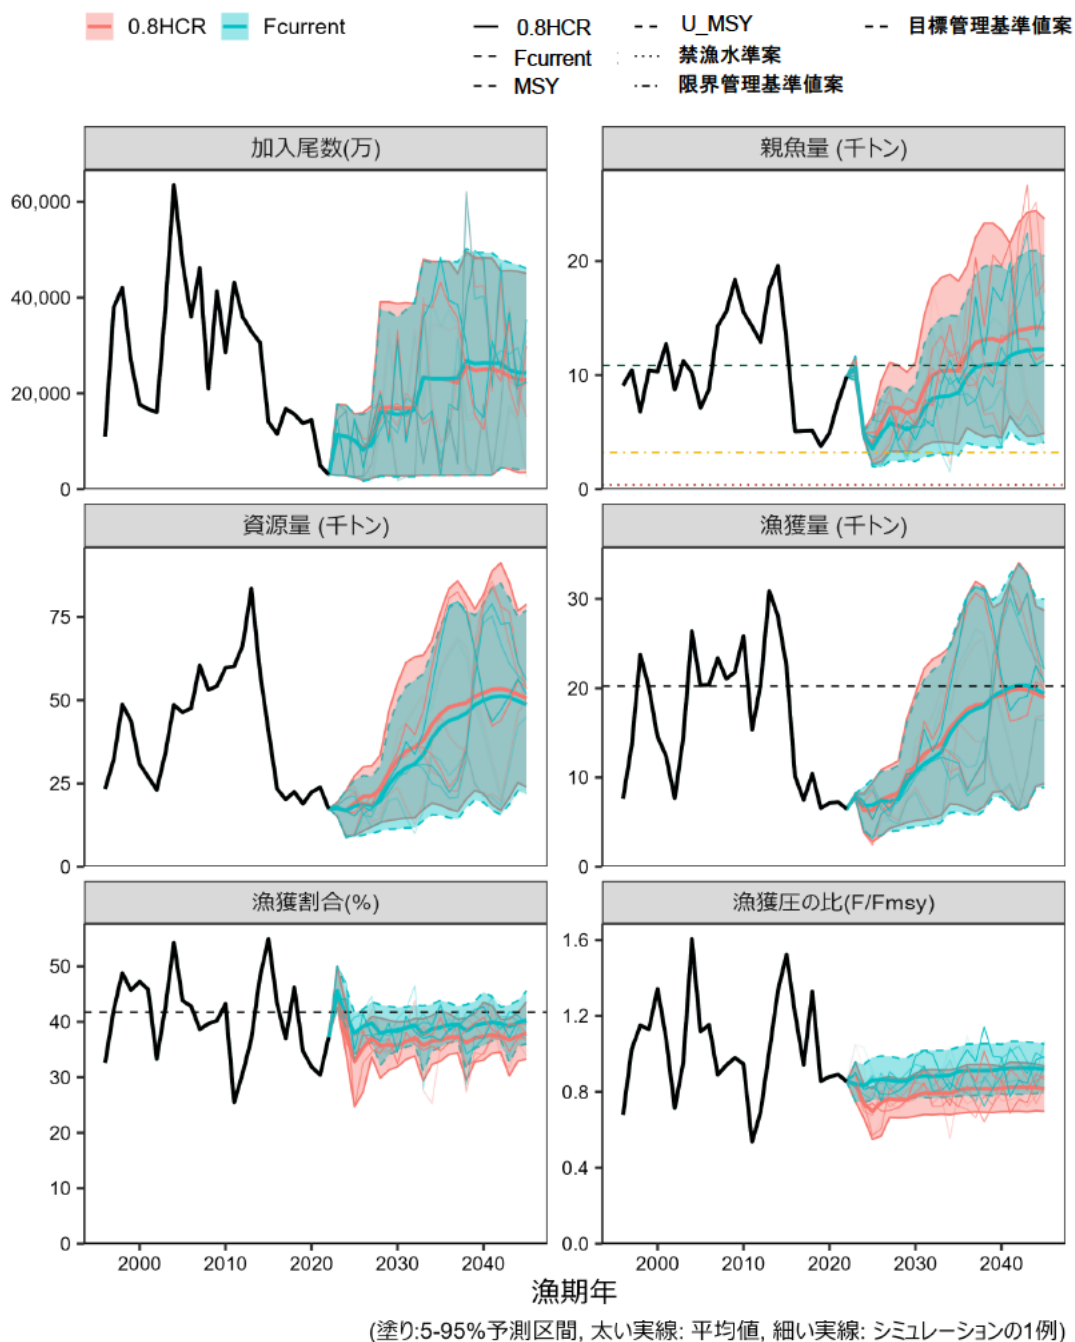 0.8HCR Fcurrent
0.8HCR U_MSY 目標管理基準値案
Fcurrent 禁漁水準案
MSY 限界管理基準値案
加入尾数(万) 親魚量 (千トン)
60,000
40,000
20,000
0
20
10
0
資源量 (千トン) 漁獲量 (千トン)
75
50
25
0
30
20
10
0
漁獲割合(%) 漁獲圧の比(F/Fmsy)
50
40
30
20
10
0
1.6
1.2
0.8
0.4
0.0
2000 2010 2020 2030 2040 2000 2010 2020 2030 2040
漁期年
(塗り:5-95%予測区間, 太い実線: 平均値, 細い実線: シミュレーションの1例)